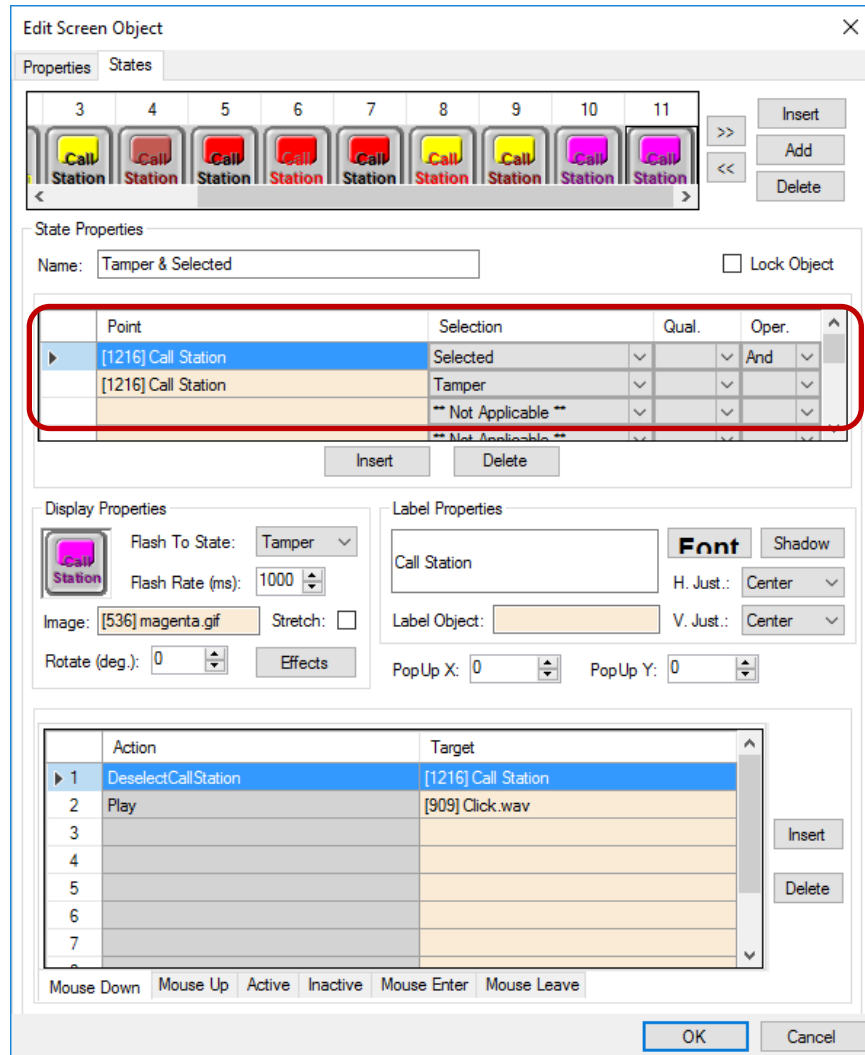 Edit Screen Object
Properties States
3 4 5 6 7 8 9 10 11
Call Call Call Call Call Call Call Call Call
Station Station Station Station Station Station Station Station Station
>>
<<
Insert
Add
Delete
State Properties
Name: Tamper & Selected Lock Object
Point Selection Qual. Oper.
[1216] Call Station Selected And
[1216] Call Station Tamper
** Not Applicable **
** Not Applicable **
Insert Delete
Display Properties
Call
Station
Flash To State: Tamper
Flash Rate (ms): 1000
Image: [536] magenta.gif Stretch:
Rotate (deg.): 0 Effects
Label Properties
Call Station
Font Shadow
H. Just.: Center
Label Object: V. Just.: Center
PopUp X: 0 PopUp Y: 0
Action Target
1 DeselectCallStation [1216] Call Station
2 Play [909] Click.wav
3
4
5
6
7
Insert
Delete
Mouse Down Mouse Up Active Inactive Mouse Enter Mouse Leave
OK Cancel